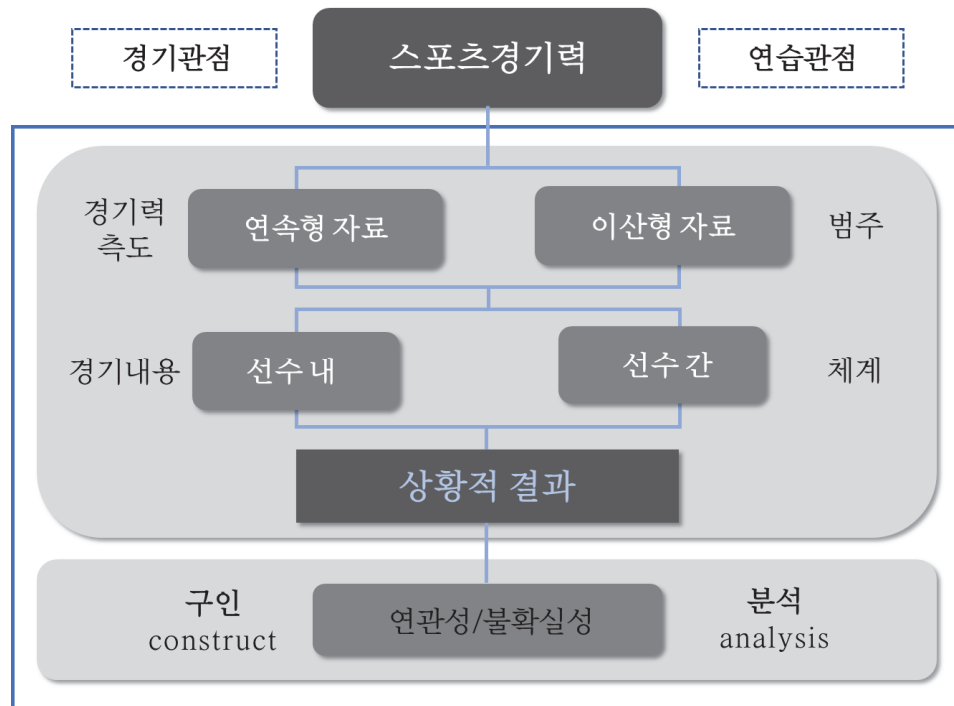 경기관점
스포츠경기력
연습관점
경기력
측도
연속형 자료
이산형 자료
범주
경기내용
선수 내
선수 간
체계
상황적 결과
구인
construct
연관성/불확실성
분석
analysis